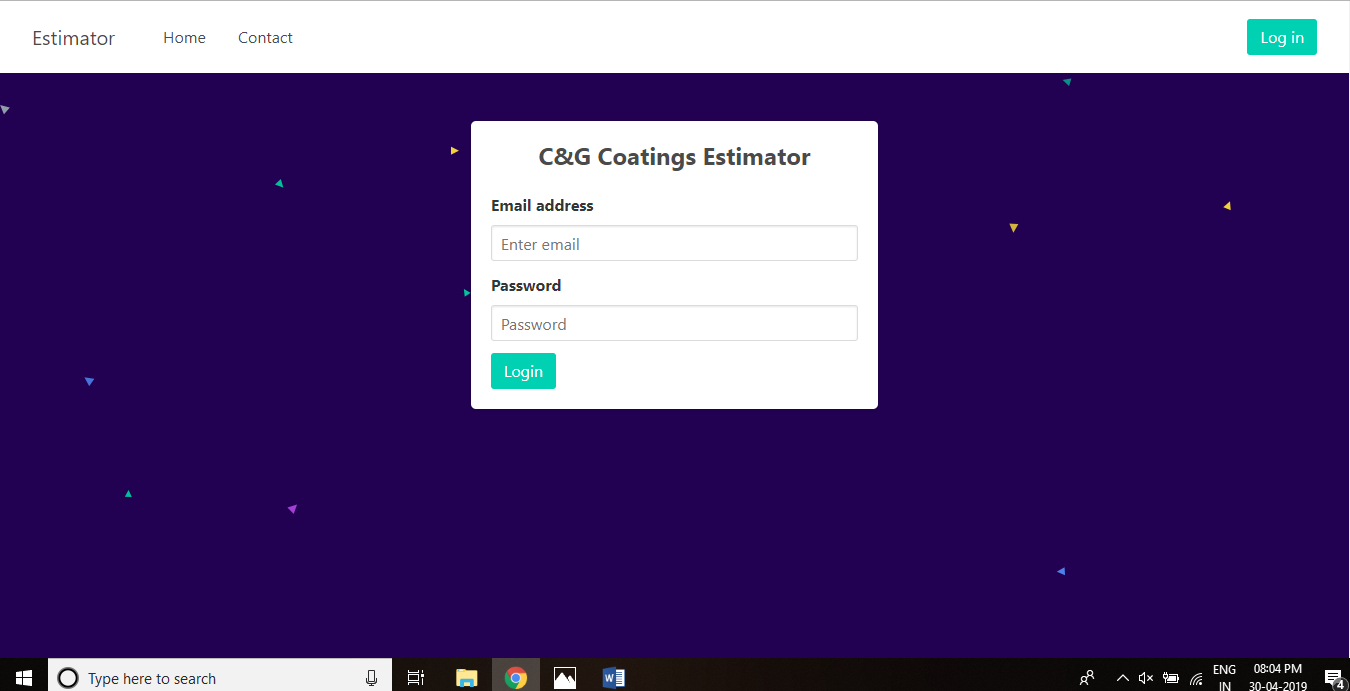 Estimator Home Contact Log in
C&G Coatings Estimator
Email address
Enter email
Password
Password
Login
Type here to search
W
ENG
IN
08:04 PM
30-04-2019
4